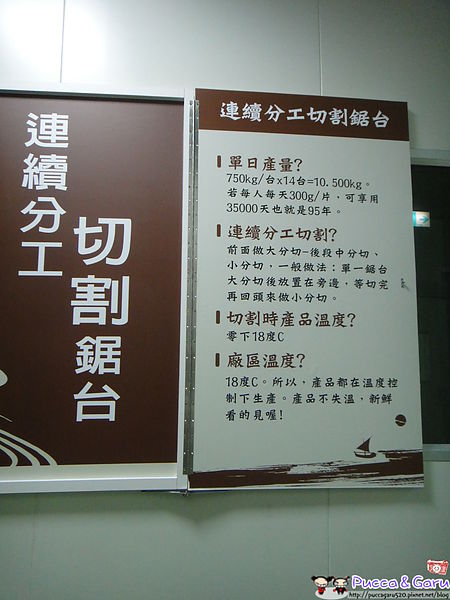 連續分工
切割鋸台
連續分工切割鋸台
單日產量?
750kg/台x14台=10.500kg。
若每人每天300g/片,可享用
35000天也就是95年。
連續分工切割?
前面做大分切-後段中分切、
小分切,一般做法:單一鋸台
大分切後放置在旁邊,等切完
再回頭來做小分切。
切割時產品溫度?
零下18度C
廠區溫度?
18度C。所以,產品都在溫度控
制下生產。產品不失溫,新鮮
看的見喔!
Pucca & Garu
http://puccagaru520.pixnet.net/blog